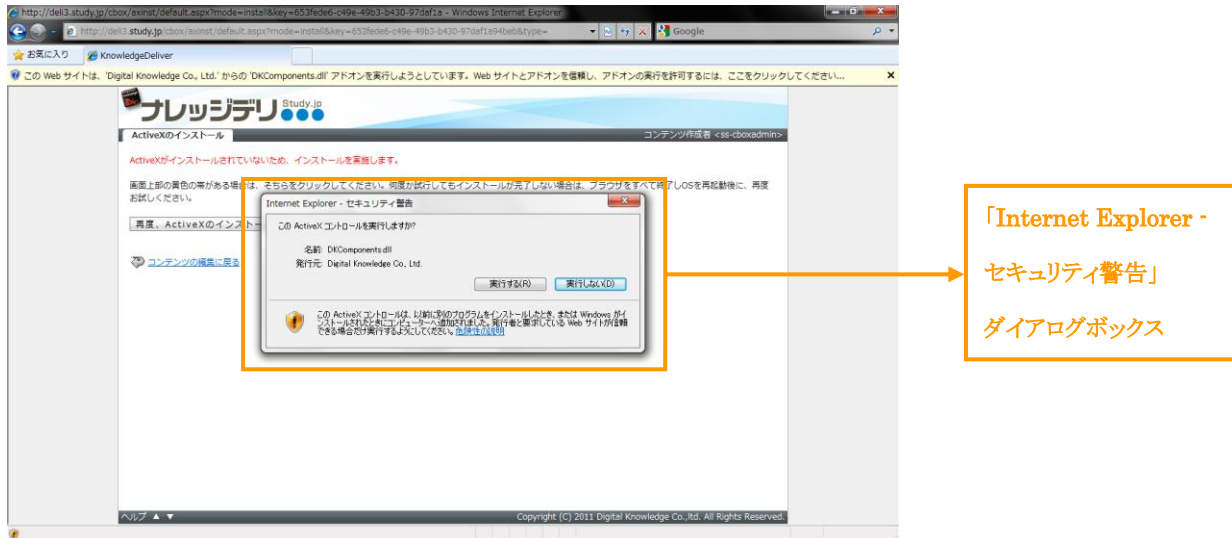 http://deli3.study.jp/cbox/axinst/default.aspx?mode=install&key=653fede6-c49e-49b3-b430-97daf1a - Windows Internet Explorer
http://deli3.study.jp/cbox/axinst/default.aspx?mode=install&key=653fede6-c49e-49b3-b430-97daf1a94beb&type=
Google
お気に入り
KnowledgeDeliver
この Web サイトは、'Digital Knowledge Co., Ltd.' からの 'DKComponents.dll' アドオンを実行しようとしています。Web サイトとアドオンを信頼し、アドオンの実行を許可するには、ここをクリックしてください...
ナレッジデリ Study.jp
ActiveXのインストール
コンテンツ作成者 <ss-cboxadmin>
ActiveXがインストールされていないため、インストールを実施します。
画面上部の黄色の帯がある場合は、そちらをクリックしてください。何度か試行してもインストールが完了しない場合は、ブラウザをすべて終了しOSを再起動後に、再度
お試しください。
再度、ActiveXのインスト
コンテンツの編集に戻る
Internet Explorer - セキュリティ警告
この ActiveX コントロールを実行しますか?
名前: DKComponents.dll
発行元: Digital Knowledge Co., Ltd.
実行する(R)
実行しない(D)
この ActiveX コントロールは、以前に別のプログラムをインストールしたとき、または Windows がイ
ンストールされたときにコンピューターへ追加されました。発行者と要求している Web サイトが信頼
できる場合だけ実行するようにしてください。危険性の説明
「Internet Explorer -
セキュリティ警告」
ダイアログボックス
ヘルプ ▲ ▼
Copyright (C) 2011 Digital Knowledge Co.,ltd. All Rights Reserved.